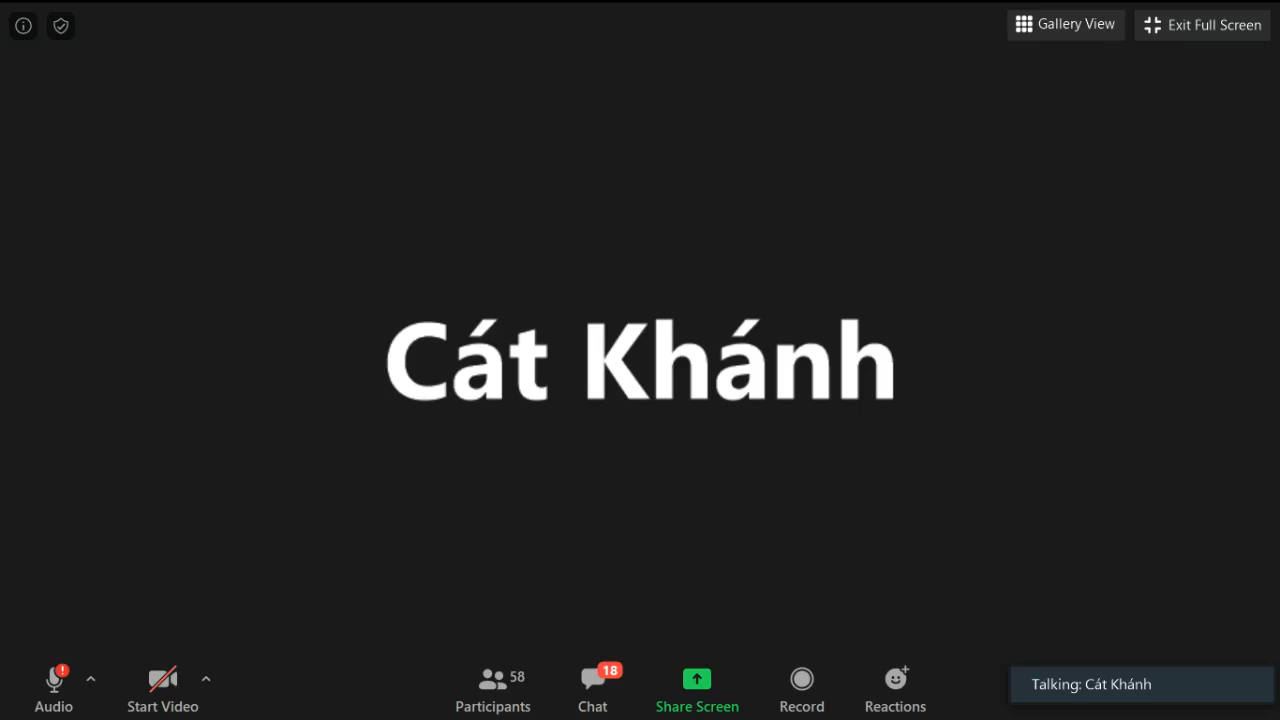 Gallery View
Exit Full Screen
Cát Khánh
58
18
Audio
Start Video
Participants
Chat
Share Screen
Record
Reactions
Talking: Cát Khánh